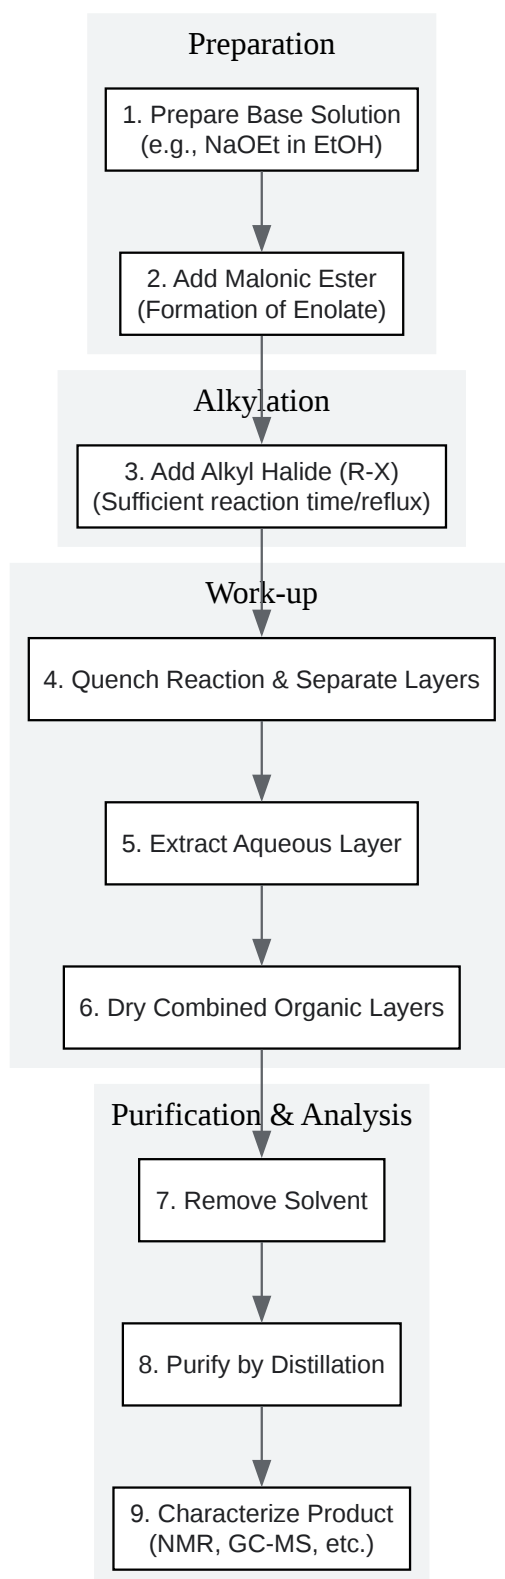 Preparation
1. Prepare Base Solution
(e.g., NaOEt in EtOH)
2. Add Malonic Ester
(Formation of Enolate)
Alkylation
3. Add Alkyl Halide (R-X)
(Sufficient reaction time/reflux)
Work-up
4. Quench Reaction & Separate Layers
5. Extract Aqueous Layer
6. Dry Combined Organic Layers
Purification & Analysis
7. Remove Solvent
8. Purify by Distillation
9. Characterize Product
(NMR, GC-MS, etc.)